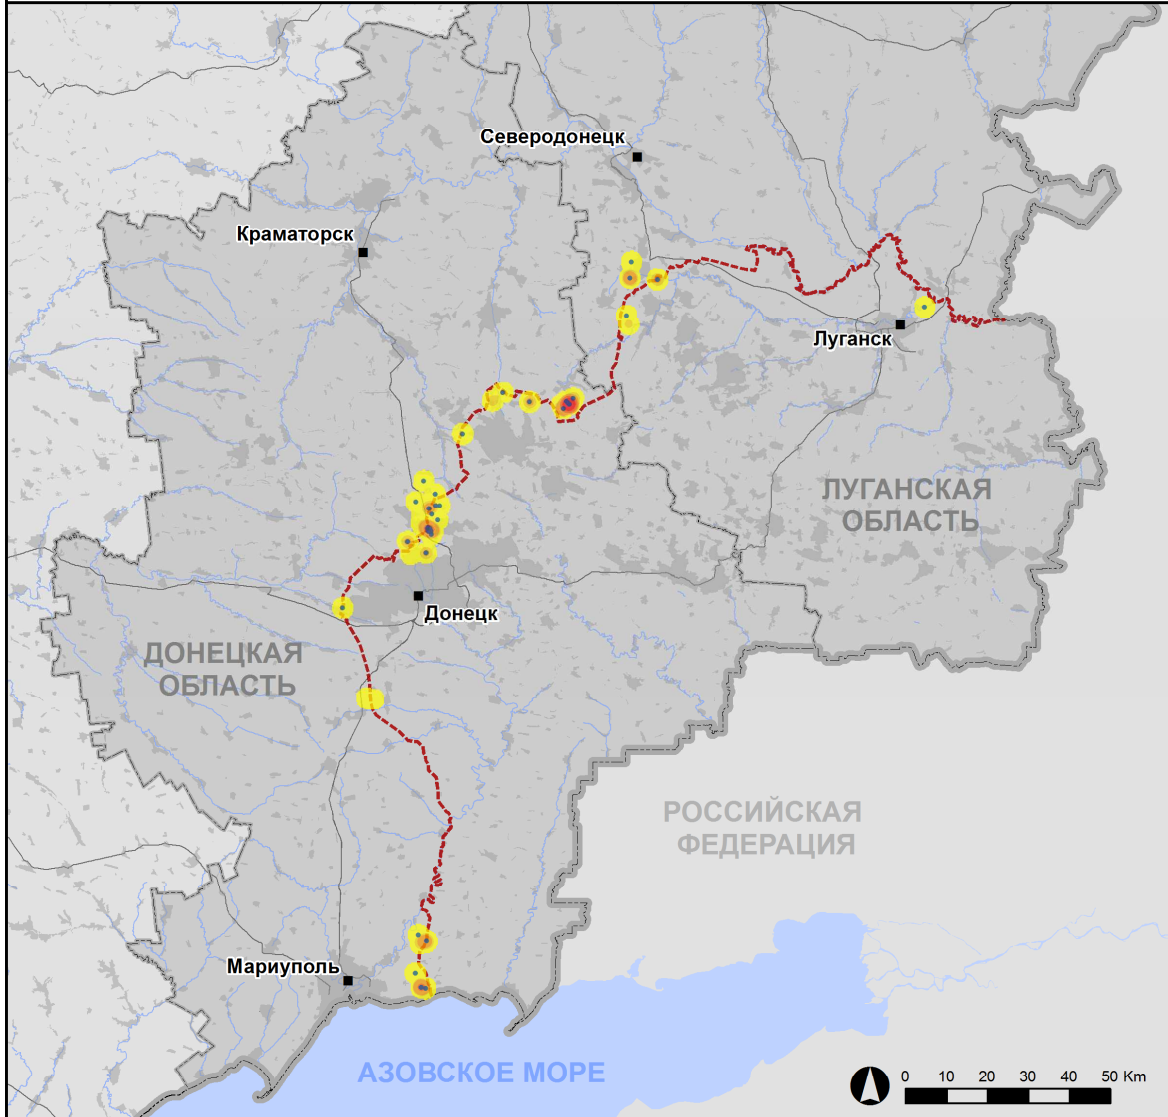 Северодонецк
Краматорск
Луганск
ЛУГАНСКАЯ
ОБЛАСТЬ
Донецк
ДОНЕЦКАЯ
ОБЛАСТЬ
РОССИЙСКАЯ
ФЕДЕРАЦИЯ
Мариуполь
АЗОВСКОЕ МОРЕ
0 10 20 30 40 50 Km